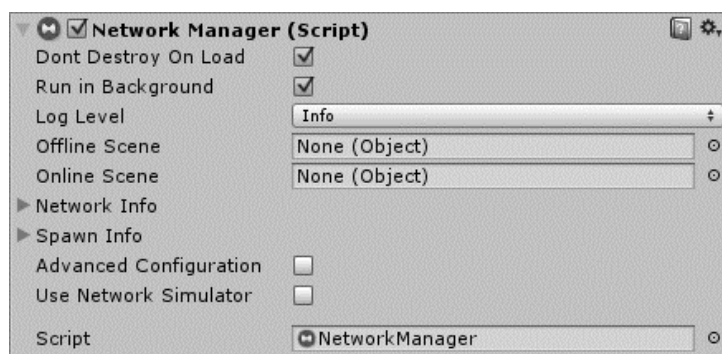 Network Manager (Script)
Dont Destroy On Load
Run in Background
Log Level Info
Offline Scene None (Object)
Online Scene None (Object)
Network Info
Spawn Info
Advanced Configuration
Use Network Simulator
Script NetworkManager